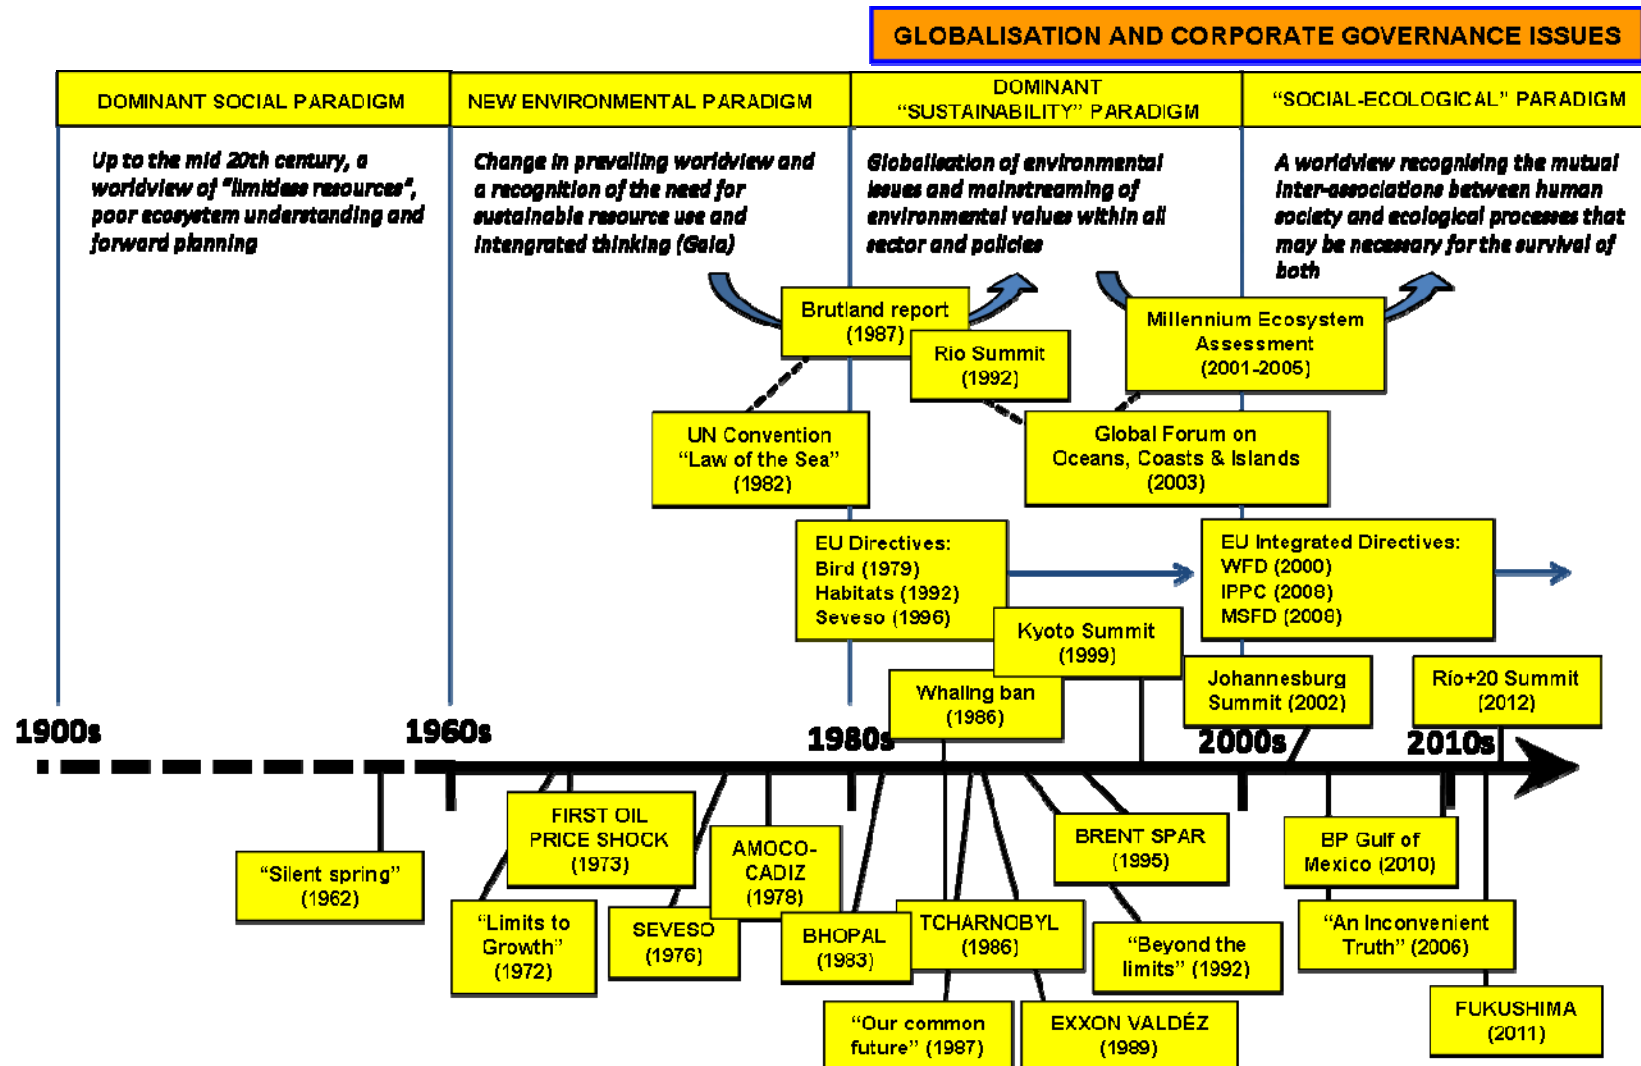 GLOBALISATION AND CORPORATE GOVERNANCE ISSUES
DOMINANT SOCIAL PARADIGM
NEW ENVIRONMENTAL PARADIGM
DOMINANT
“SUSTAINABILITY” PARADIGM
“SOCIAL-ECOLOGICAL” PARADIGM
Up to the mid 20th century, a
worldview of “limitless resources”,
poor ecosystem understanding and
forward planning
Change in prevailing worldview and
a recognition of the need for
sustainable resource use and
intengrated thinking (Gaia)
Globalisation of environmental
issues and mainstreaming of
environmental values within all
sector and policies
A worldview recognising the mutual
inter-associations between human
society and ecological processes that
may be necessary for the survival of
both
Brutland report
(1987)
Rio Summit
(1992)
Millennium Ecosystem
Assessment
(2001-2005)
UN Convention
“Law of the Sea”
(1982)
Global Forum on
Oceans, Coasts & Islands
(2003)
EU Directives:
Bird (1979)
Habitats (1992)
Seveso (1996)
EU Integrated Directives:
WFD (2000)
IPPC (2008)
MSFD (2008)
Kyoto Summit
(1999)
Whaling ban
(1986)
Johannesburg
Summit (2002)
Río+20 Summit
(2012)
1900s
1960s
1980s
2000s
2010s
“Silent spring”
(1962)
FIRST OIL
PRICE SHOCK
(1973)
“Limits to
Growth”
(1972)
SEVESO
(1976)
AMOCO-
CADIZ
(1978)
BHOPAL
(1983)
TCHARNOBYL
(1986)
“Our common
future” (1987)
EXXON VALDÉZ
(1989)
BRENT SPAR
(1995)
“Beyond the
limits” (1992)
BP Gulf of
Mexico (2010)
“An Inconvenient
Truth” (2006)
FUKUSHIMA
(2011)